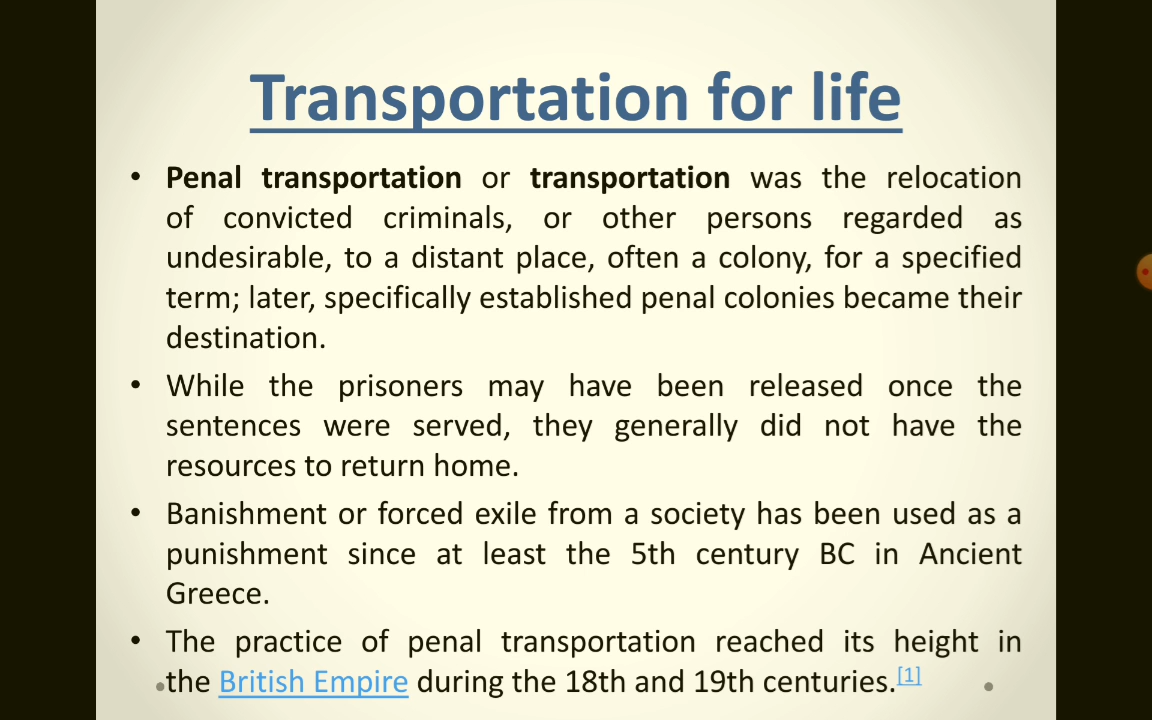 Transportation for life
• Penal transportation or transportation was the relocation
of convicted criminals, or other persons regarded as
undesirable, to a distant place, often a colony, for a specified
term; later, specifically established penal colonies became their
destination.
• While the prisoners may have been released once the
sentences were served, they generally did not have the
resources to return home.
• Banishment or forced exile from a society has been used as a
punishment since at least the 5th century BC in Ancient
Greece.
• The practice of penal transportation reached its height in
the British Empire during the 18th and 19th centuries.[1]